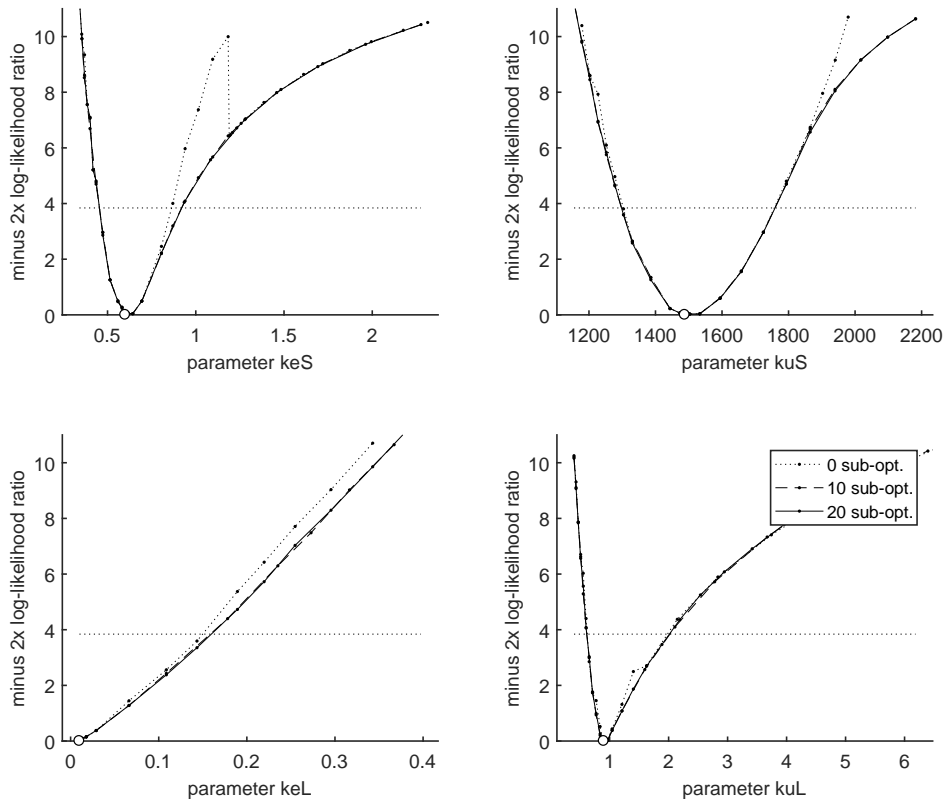 10
8
6
4
2
0
minus 2x log-likelihood ratio
0.5 1 1.5 2
parameter keS
10
8
6
4
2
0
minus 2x log-likelihood ratio
1200 1400 1600 1800 2000 2200
parameter kuS
10
8
6
4
2
0
minus 2x log-likelihood ratio
0 0.1 0.2 0.3 0.4
parameter keL
10
8
6
4
2
0
minus 2x log-likelihood ratio
1 2 3 4 5 6
parameter kuL
0 sub-opt.
10 sub-opt.
20 sub-opt.